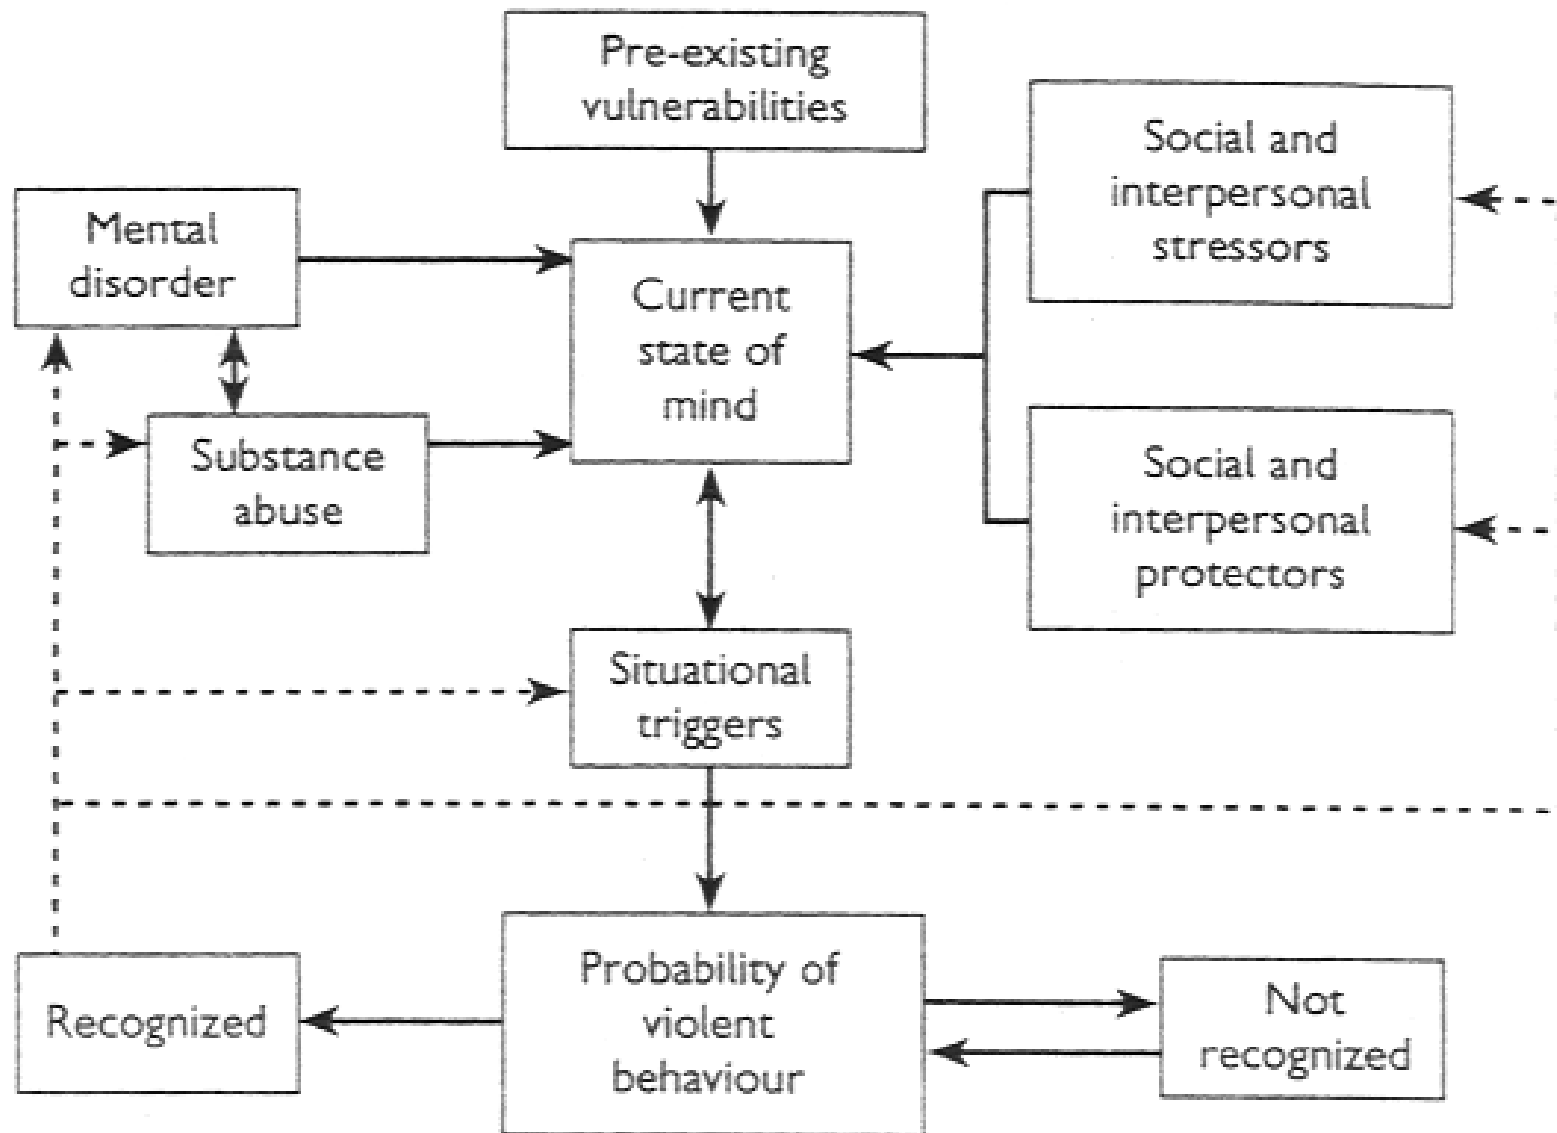 Pre-existing
vulnerabilities
Social and
interpersonal
stressors
Mental
disorder
Current
state of
mind
Substance
abuse
Social and
interpersonal
protectors
Situational
triggers
Probability of
violent
behaviour
Recognized
Not
recognized